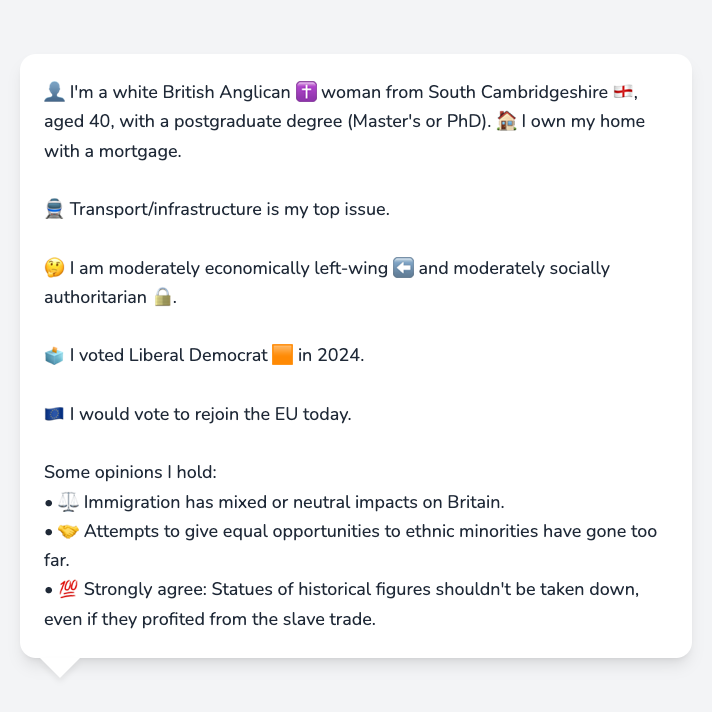 👤 I'm a white British Anglican ✝️ woman from South Cambridgeshire 🏴󠁧󠁢󠁥󠁮󠁧󠁿,
aged 40, with a postgraduate degree (Master's or PhD). 🏠 I own my home
with a mortgage.
🚆 Transport/infrastructure is my top issue.
🤔 I am moderately economically left-wing ⬅️ and moderately socially
authoritarian 🔒.
🗳️ I voted Liberal Democrat 🟧 in 2024.
🇪🇺 I would vote to rejoin the EU today.
Some opinions I hold:
• ⚖️ Immigration has mixed or neutral impacts on Britain.
• 🤝 Attempts to give equal opportunities to ethnic minorities have gone too
far.
• 💯 Strongly agree: Statues of historical figures shouldn't be taken down,
even if they profited from the slave trade.